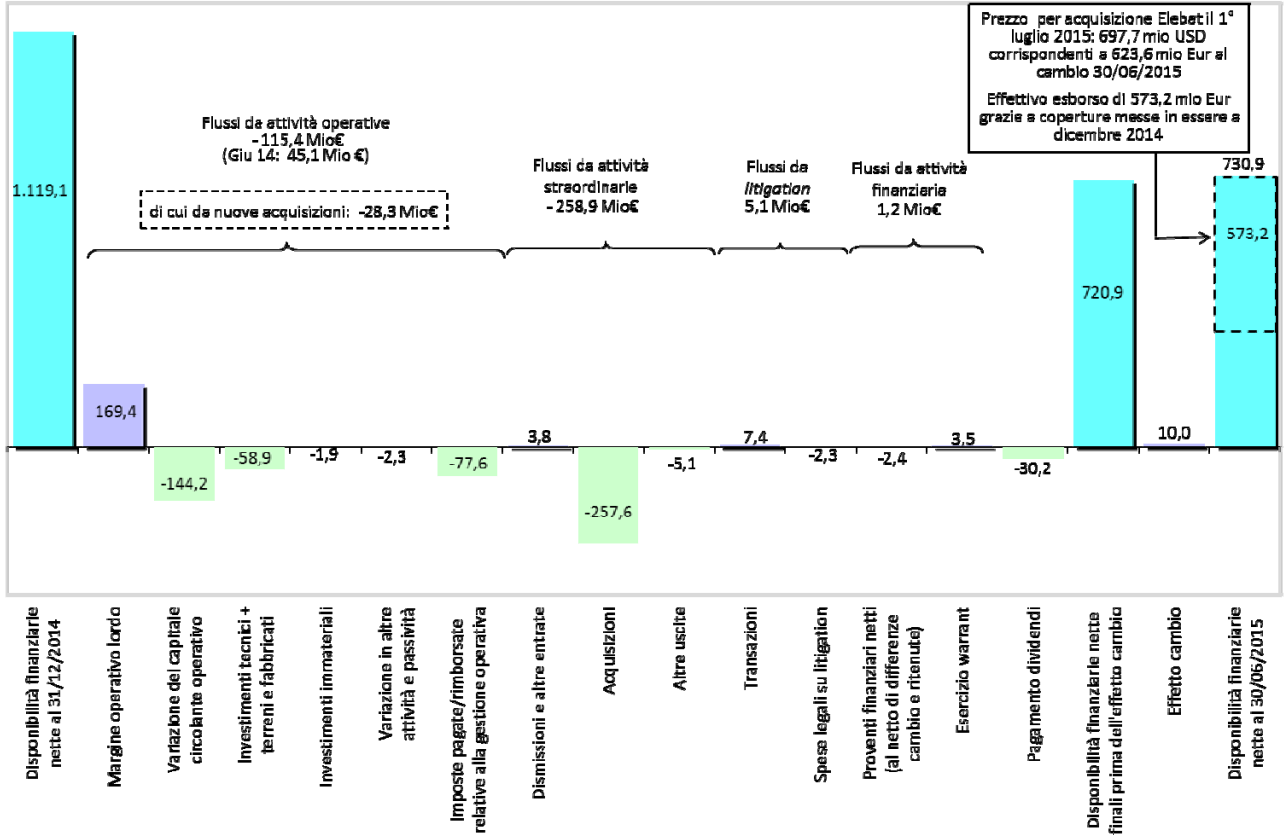 Prezzo per acquisizione Elebat il 1°
luglio 2015: 697,7 mio USD
corrispondenti a 623,6 mio Eur al
cambio 30/06/2015
Effettivo esborso di 573,2 mio Eur
grazie a coperture messe in essere a
dicembre 2014
Flussi da attività operative
-115,4 Mio€
(Giu 14: 45,1 Mio €)
di cui da nuove acquisizioni: -28,3 Mio€
Flussi da attività
straordinarie
- 258,9 Mio€
Flussi da
litigation
5,1 Mio€
Flussi da attività
finanziaria
1,2 Mio€
1.119,1
169,4
-144,2
-58,9
-1,9
-2,3
-77,6
3,8
-257,6
-5,1
7,4
-2,3
-2,4
3,5
-30,2
720,9
10,0
730,9
573,2
Disponibilità finanziarie
nette al 31/12/2014
Margine operativo lordo
Variazione del capitale
circolante operativo
Investimenti tecnici +
terreni e fabbricati
Investimenti immateriali
Variazione in altre
attività e passività
Imposte pagate/rimborsate
relative alla gestione operativa
Dismissioni e altre entrate
Acquisizioni
Altre uscite
Transazioni
Spese legali su litigation
Proventi finanziari netti
(al netto di differenze
cambio e ritenute)
Esercizio warrant
Pagamento dividendi
Disponibilità finanziarie nette
finali prima dell'effetto cambio
Effetto cambio
Disponibilità finanziarie
nette al 30/06/2015